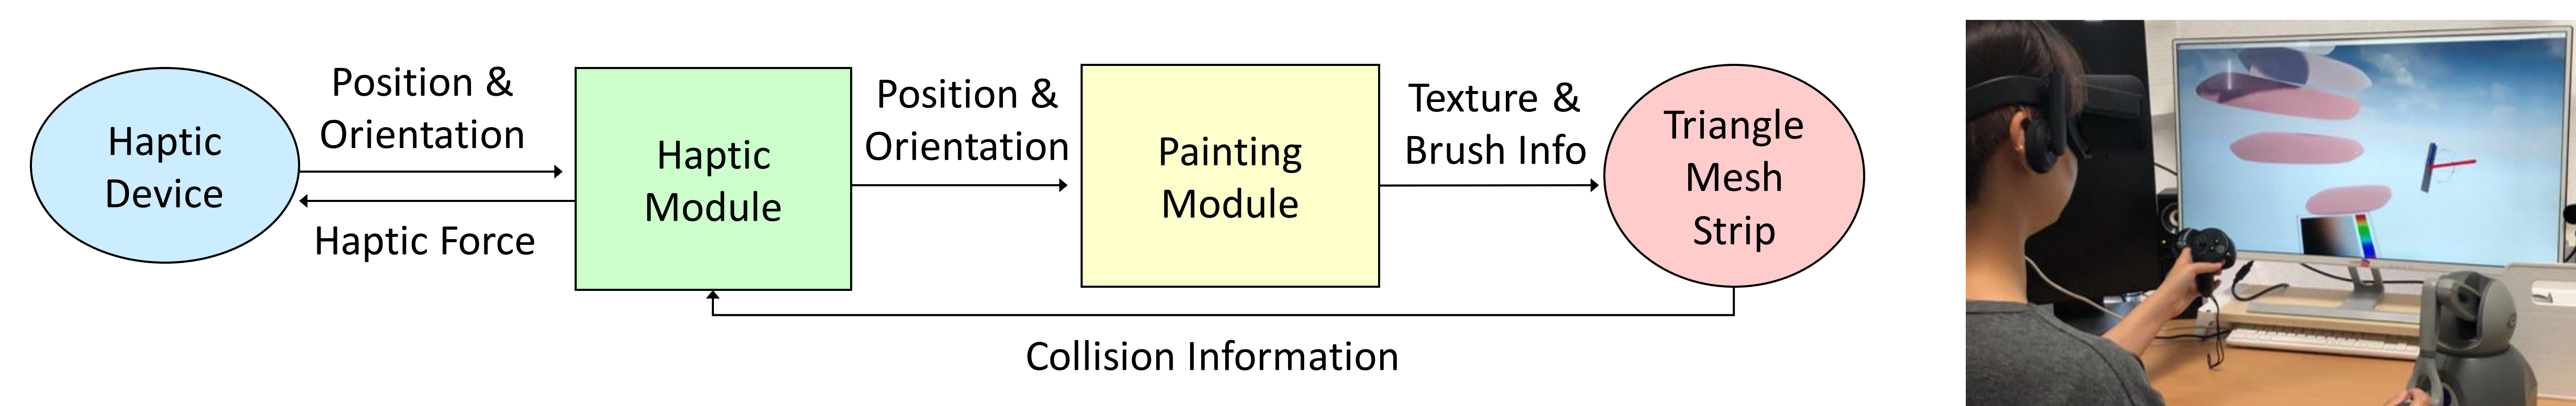 Haptic
Device
Position &
Orientation
Haptic Force
Haptic
Module
Position &
Orientation
Painting
Module
Texture &
Brush Info
Triangle
Mesh
Strip
Collision Information